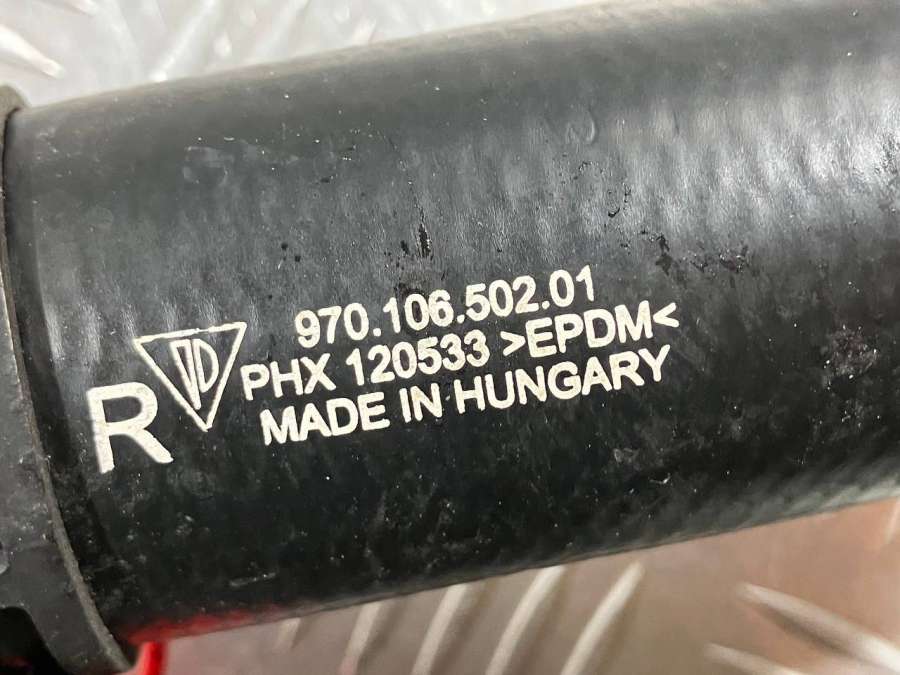 970.106.502.01
PHX 120533 >EPDM<
MADE IN HUNGARY
R